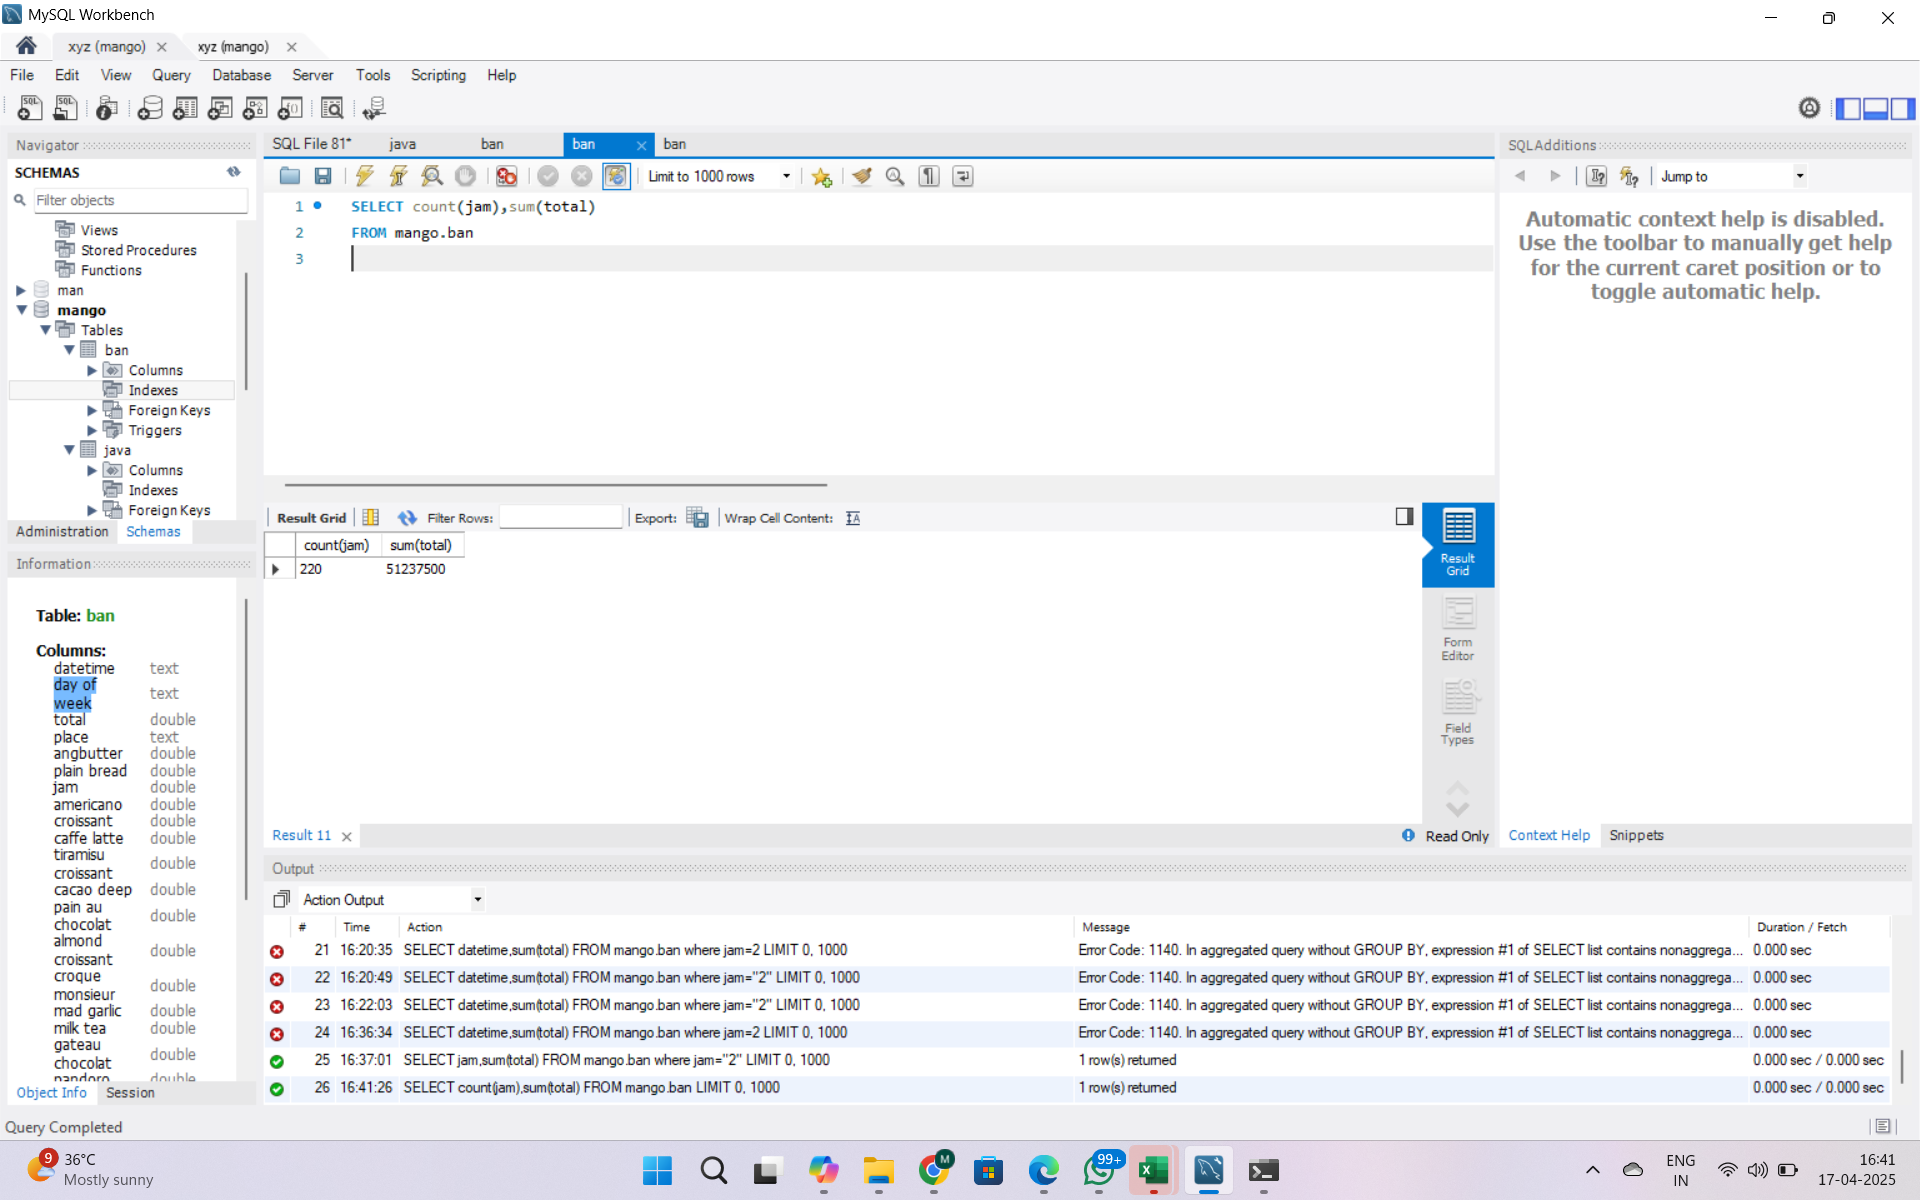 MySQL Workbench
xyz (mango)
xyz (mango)
File Edit View Query Database Server Tools Scripting Help
Navigator
SCHEMAS
Filter objects
Views
Stored Procedures
Functions
man
mango
Tables
ban
Columns
Indexes
Foreign Keys
Triggers
java
Columns
Indexes
Foreign Keys
Administration Schemas
Information
Table: ban
Columns:
datetime text
day of week text
total double
place text
angbutter double
plain bread double
jam double
americano double
croissant double
caffe latte double
tiramisu croissant double
cacao deep double
pain au chocolat double
almond croissant double
croque monsieur double
mad garlic double
milk tea double
gateau chocolat double
pandoro double
Object Info Session
Query Completed
SQL File 81* java ban ban ban
Limit to 1000 rows
1 SELECT count(jam),sum(total)
2 FROM mango.ban
3
Result Grid Filter Rows: Export: Wrap Cell Content:
count(jam) sum(total)
220 51237500
Result Grid
Form Editor
Field Types
Result 11
Read Only
SQLAdditions
Jump to
Automatic context help is disabled.
Use the toolbar to manually get help
for the current caret position or to
toggle automatic help.
Context Help Snippets
Output
Action Output
# Time Action Message Duration / Fetch
21 16:20:35 SELECT datetime,sum(total) FROM mango.ban where jam=2 LIMIT 0, 1000 Error Code: 1140. In aggregated query without GROUP BY, expression #1 of SELECT list contains nonaggrega... 0.000 sec
22 16:20:49 SELECT datetime,sum(total) FROM mango.ban where jam="2" LIMIT 0, 1000 Error Code: 1140. In aggregated query without GROUP BY, expression #1 of SELECT list contains nonaggrega... 0.000 sec
23 16:22:03 SELECT datetime,sum(total) FROM mango.ban where jam="2" LIMIT 0, 1000 Error Code: 1140. In aggregated query without GROUP BY, expression #1 of SELECT list contains nonaggrega... 0.000 sec
24 16:36:34 SELECT datetime,sum(total) FROM mango.ban where jam=2 LIMIT 0, 1000 Error Code: 1140. In aggregated query without GROUP BY, expression #1 of SELECT list contains nonaggrega... 0.000 sec
25 16:37:01 SELECT jam,sum(total) FROM mango.ban where jam="2" LIMIT 0, 1000 1 row(s) returned 0.000 sec / 0.000 sec
26 16:41:26 SELECT count(jam),sum(total) FROM mango.ban LIMIT 0, 1000 1 row(s) returned 0.000 sec / 0.000 sec
9
36°C
Mostly sunny
M
99+
ENG
IN
16:41
17-04-2025